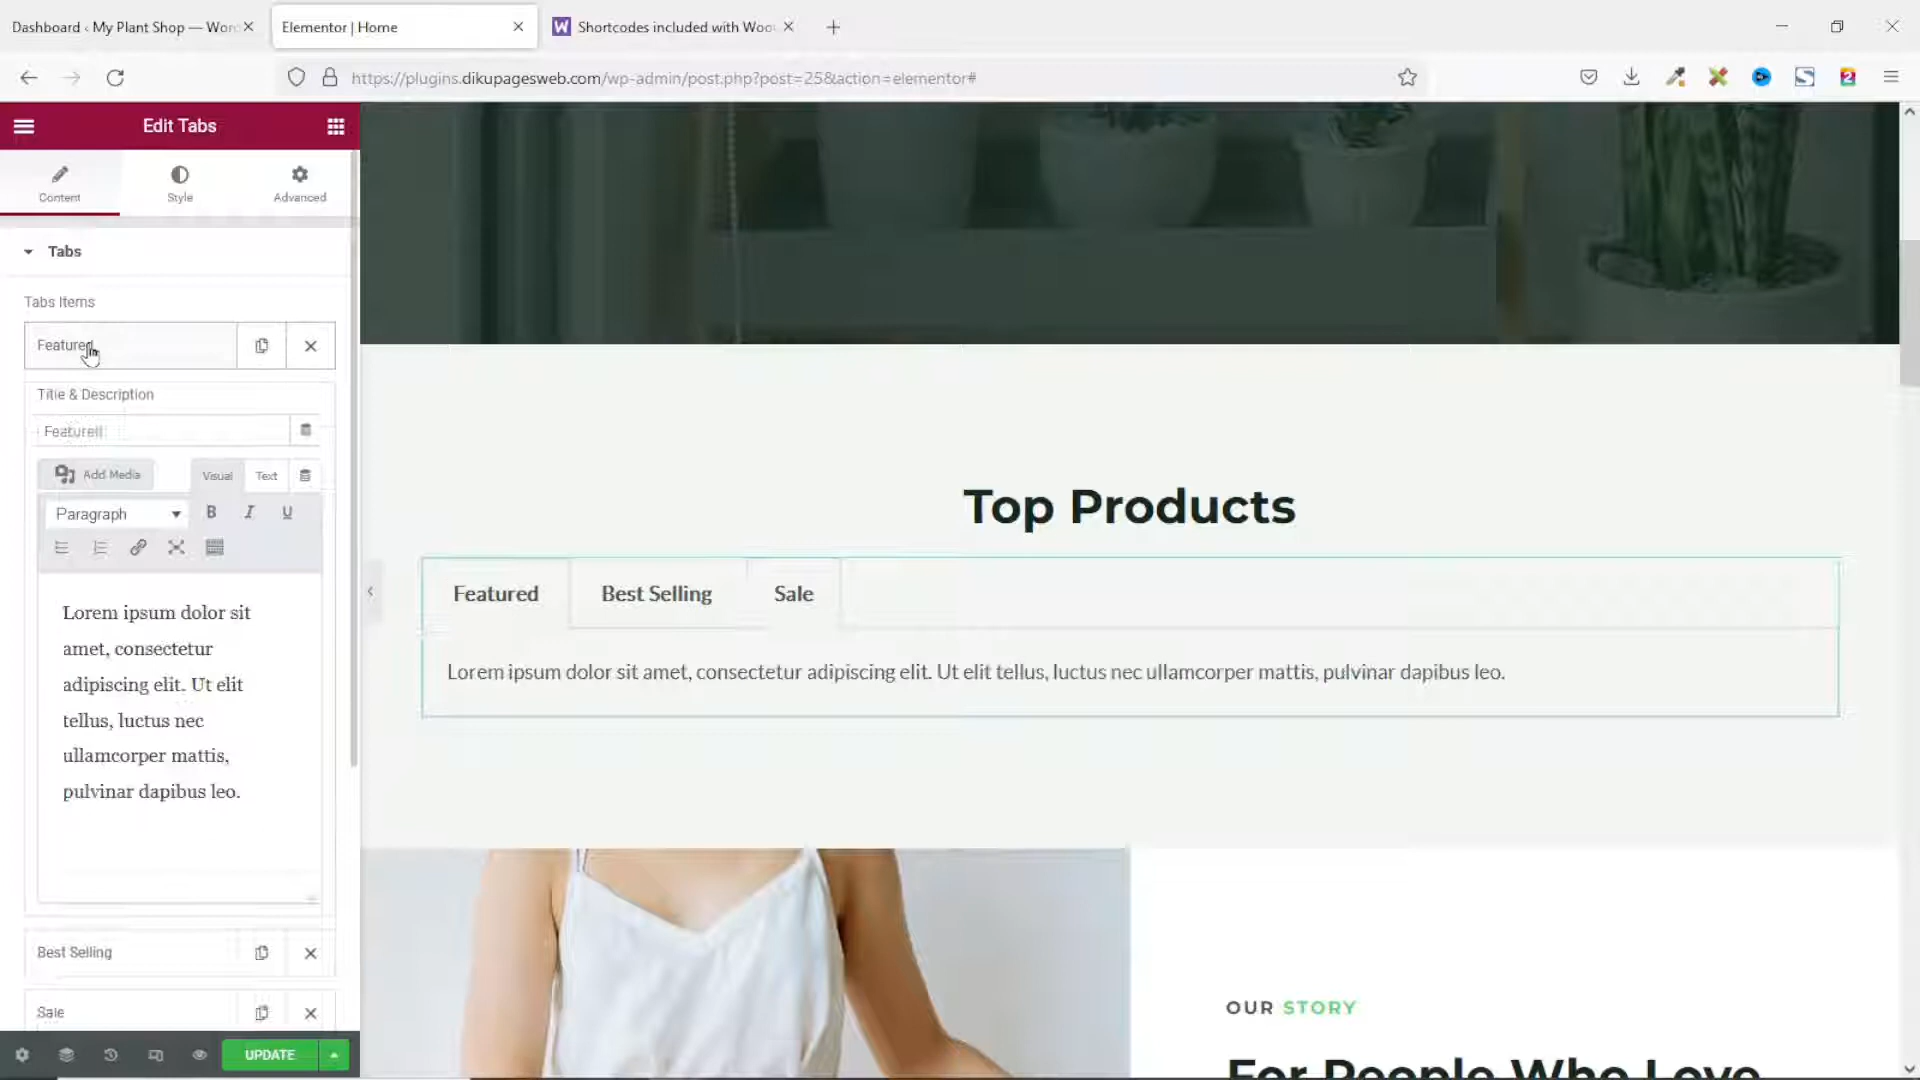 Dashboard ‹ My Plant Shop — Wor
Elementor | Home
Shortcodes included with Woo
https://plugins.dikupagesweb.com/wp-admin/post.php?post=25&action=elementor#
Edit Tabs
Content
Style
Advanced
Tabs
Tabs Items
Featured
Title & Description
Featured
Add Media
Visual
Text
Paragraph
B I U
Lorem ipsum dolor sit
amet, consectetur
adipiscing elit. Ut elit
tellus, luctus nec
ullamcorper mattis,
pulvinar dapibus leo.
Best Selling
Sale
UPDATE
Top Products
Featured
Best Selling
Sale
Lorem ipsum dolor sit amet, consectetur adipiscing elit. Ut elit tellus, luctus nec ullamcorper mattis, pulvinar dapibus leo.
OUR STORY
For People Who Love